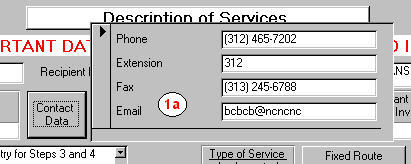 Description of Services
RTANT DAT
D I
Phone (312) 465-7202
Recipient
ANS
Extension 312
Fax (313) 245-6788
1a
Contact Data
Email bcbcb@ncncnc
ant
Inv
try for Steps 3 and 4
Type of Service
Fixed Route